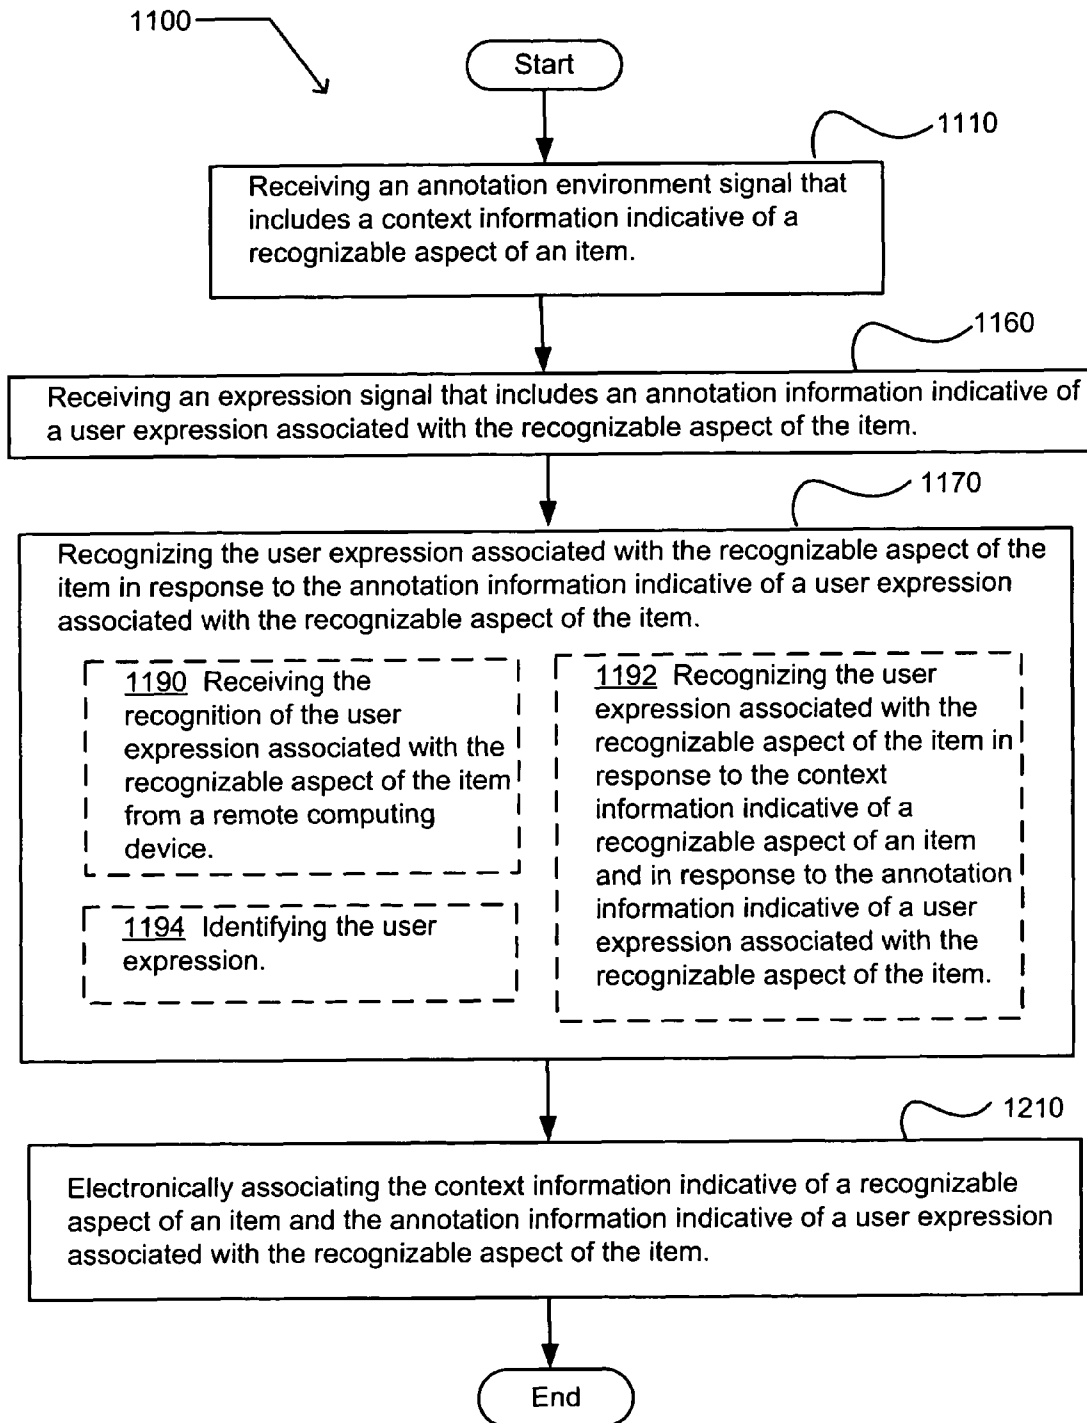 1100
Start
1110
Receiving an annotation environment signal that
includes a context information indicative of a
recognizable aspect of an item.
1160
Receiving an expression signal that includes an annotation information indicative of
a user expression associated with the recognizable aspect of the item.
1170
Recognizing the user expression associated with the recognizable aspect of the
item in response to the annotation information indicative of a user expression
associated with the recognizable aspect of the item.
1190 Receiving the
recognition of the user
expression associated with the
recognizable aspect of the item
from a remote computing
device.
1194 Identifying the user
expression.
1192 Recognizing the user
expression associated with the
recognizable aspect of the item in
response to the context
information indicative of a
recognizable aspect of an item
and in response to the annotation
information indicative of a user
expression associated with the
recognizable aspect of the item.
1210
Electronically associating the context information indicative of a recognizable
aspect of an item and the annotation information indicative of a user expression
associated with the recognizable aspect of the item.
End